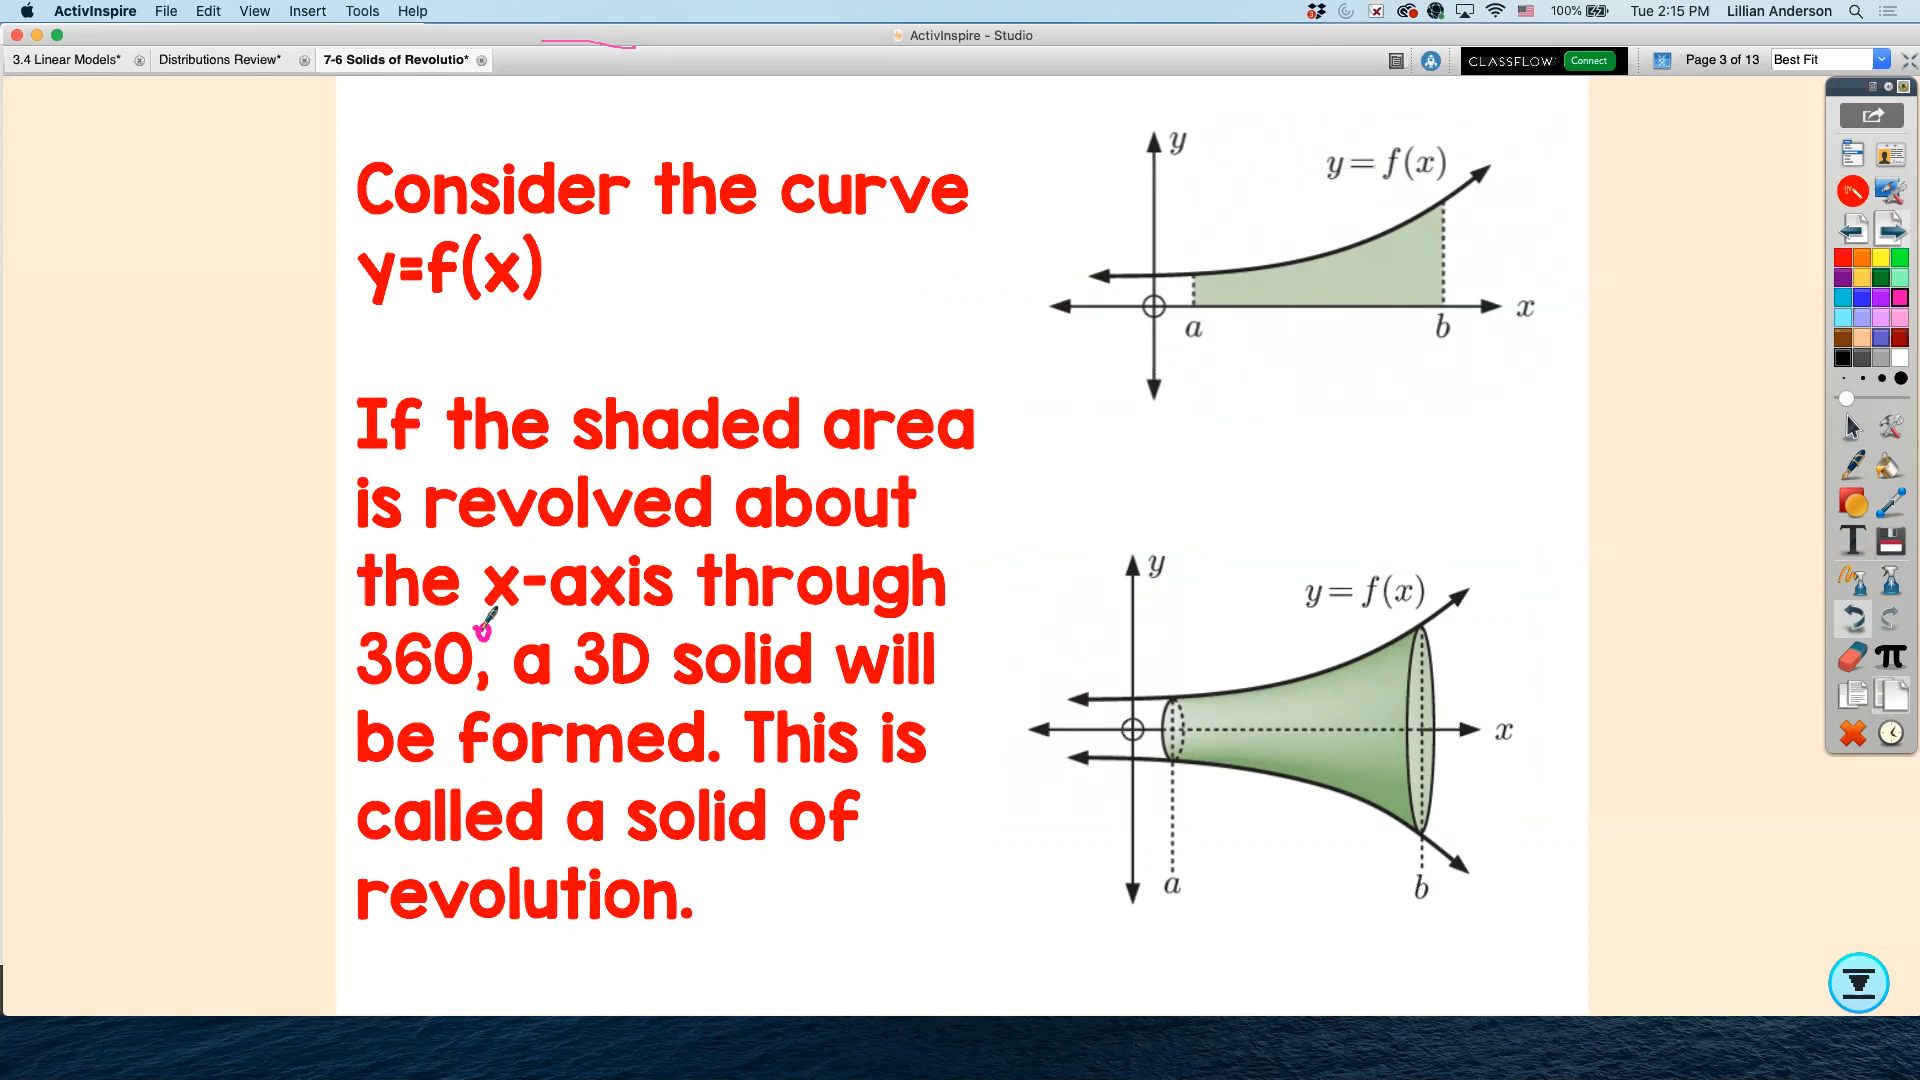 ActivInspire File Edit View Insert Tools Help 100% Tue 2:15 PM Lillian Anderson
ActivInspire - Studio
3.4 Linear Models* Distributions Review* 7-6 Solids of Revolutio* CLASSFLOW Connect Page 3 of 13 Best Fit
Consider the curve
y=f(x)
If the shaded area
is revolved about
the x-axis through
360°, a 3D solid will
be formed. This is
called a solid of
revolution.
y
y = f(x)
x
a b
y
y = f(x)
x
a b
T
π